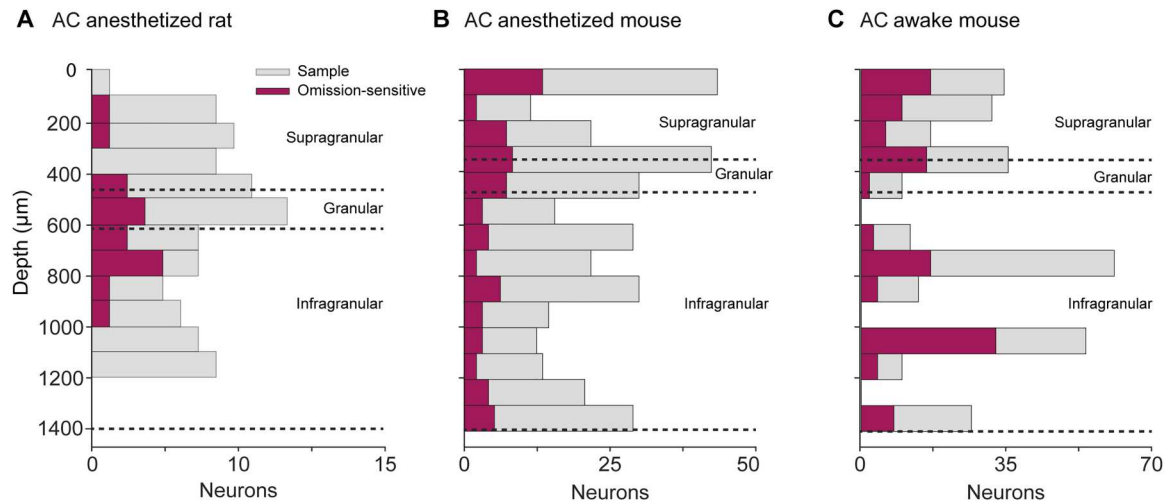 A AC anesthetized rat
B AC anesthetized mouse
C AC awake mouse
Sample
Omission-sensitive
Depth (µm)
0
200
400
600
800
1000
1200
1400
Supragranular
Granular
Infragranular
0
10
15
Neurons
Supragranular
Granular
Infragranular
0
25
50
Neurons
Supragranular
Granular
Infragranular
0
35
70
Neurons